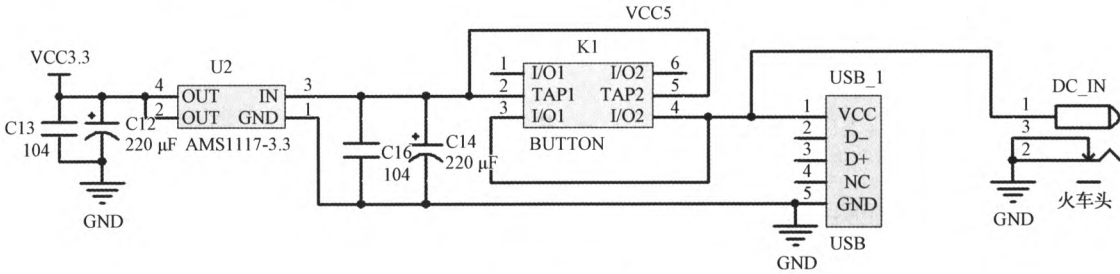 VCC5
VCC3.3
U2
K1
USB_1
DC_IN
4 OUT IN 3
2 OUT GND 1
AMS1117-3.3
C13
104
C12
220 μF
GND
C16
104
C14
220 μF
1 I/O1 I/O2 6
2 TAP1 TAP2 5
3 I/O1 I/O2 4
BUTTON
1 VCC
2 D−
3 D+
4 NC
5 GND
USB
GND
1
3
2
GND
火车头